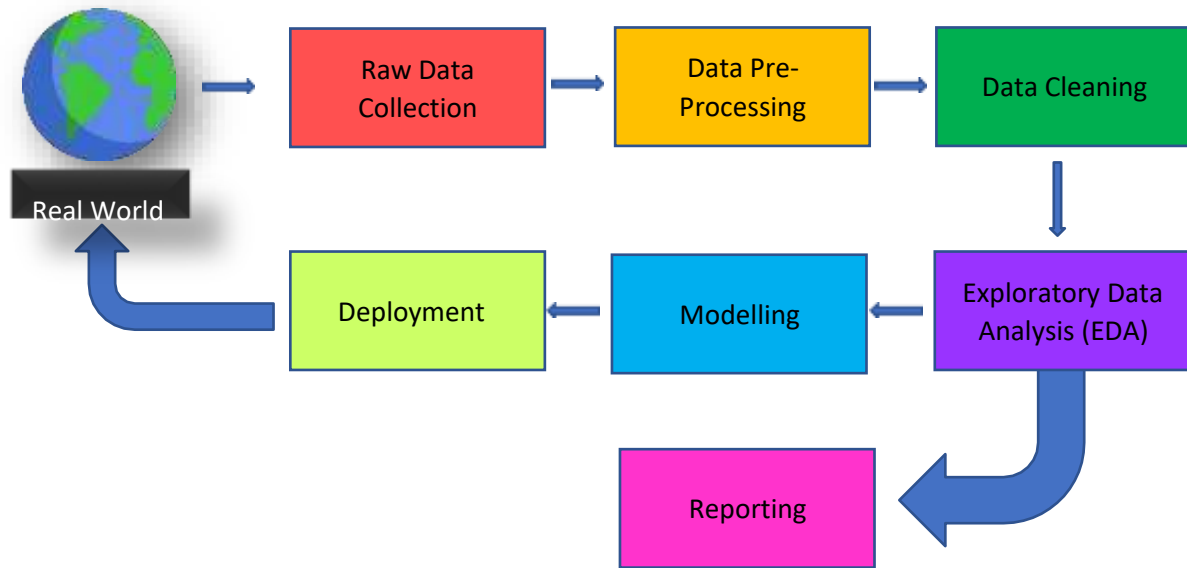 Raw Data
Collection
Data Pre-
Processing
Data Cleaning
Real World
Deployment
Modelling
Exploratory Data
Analysis (EDA)
Reporting